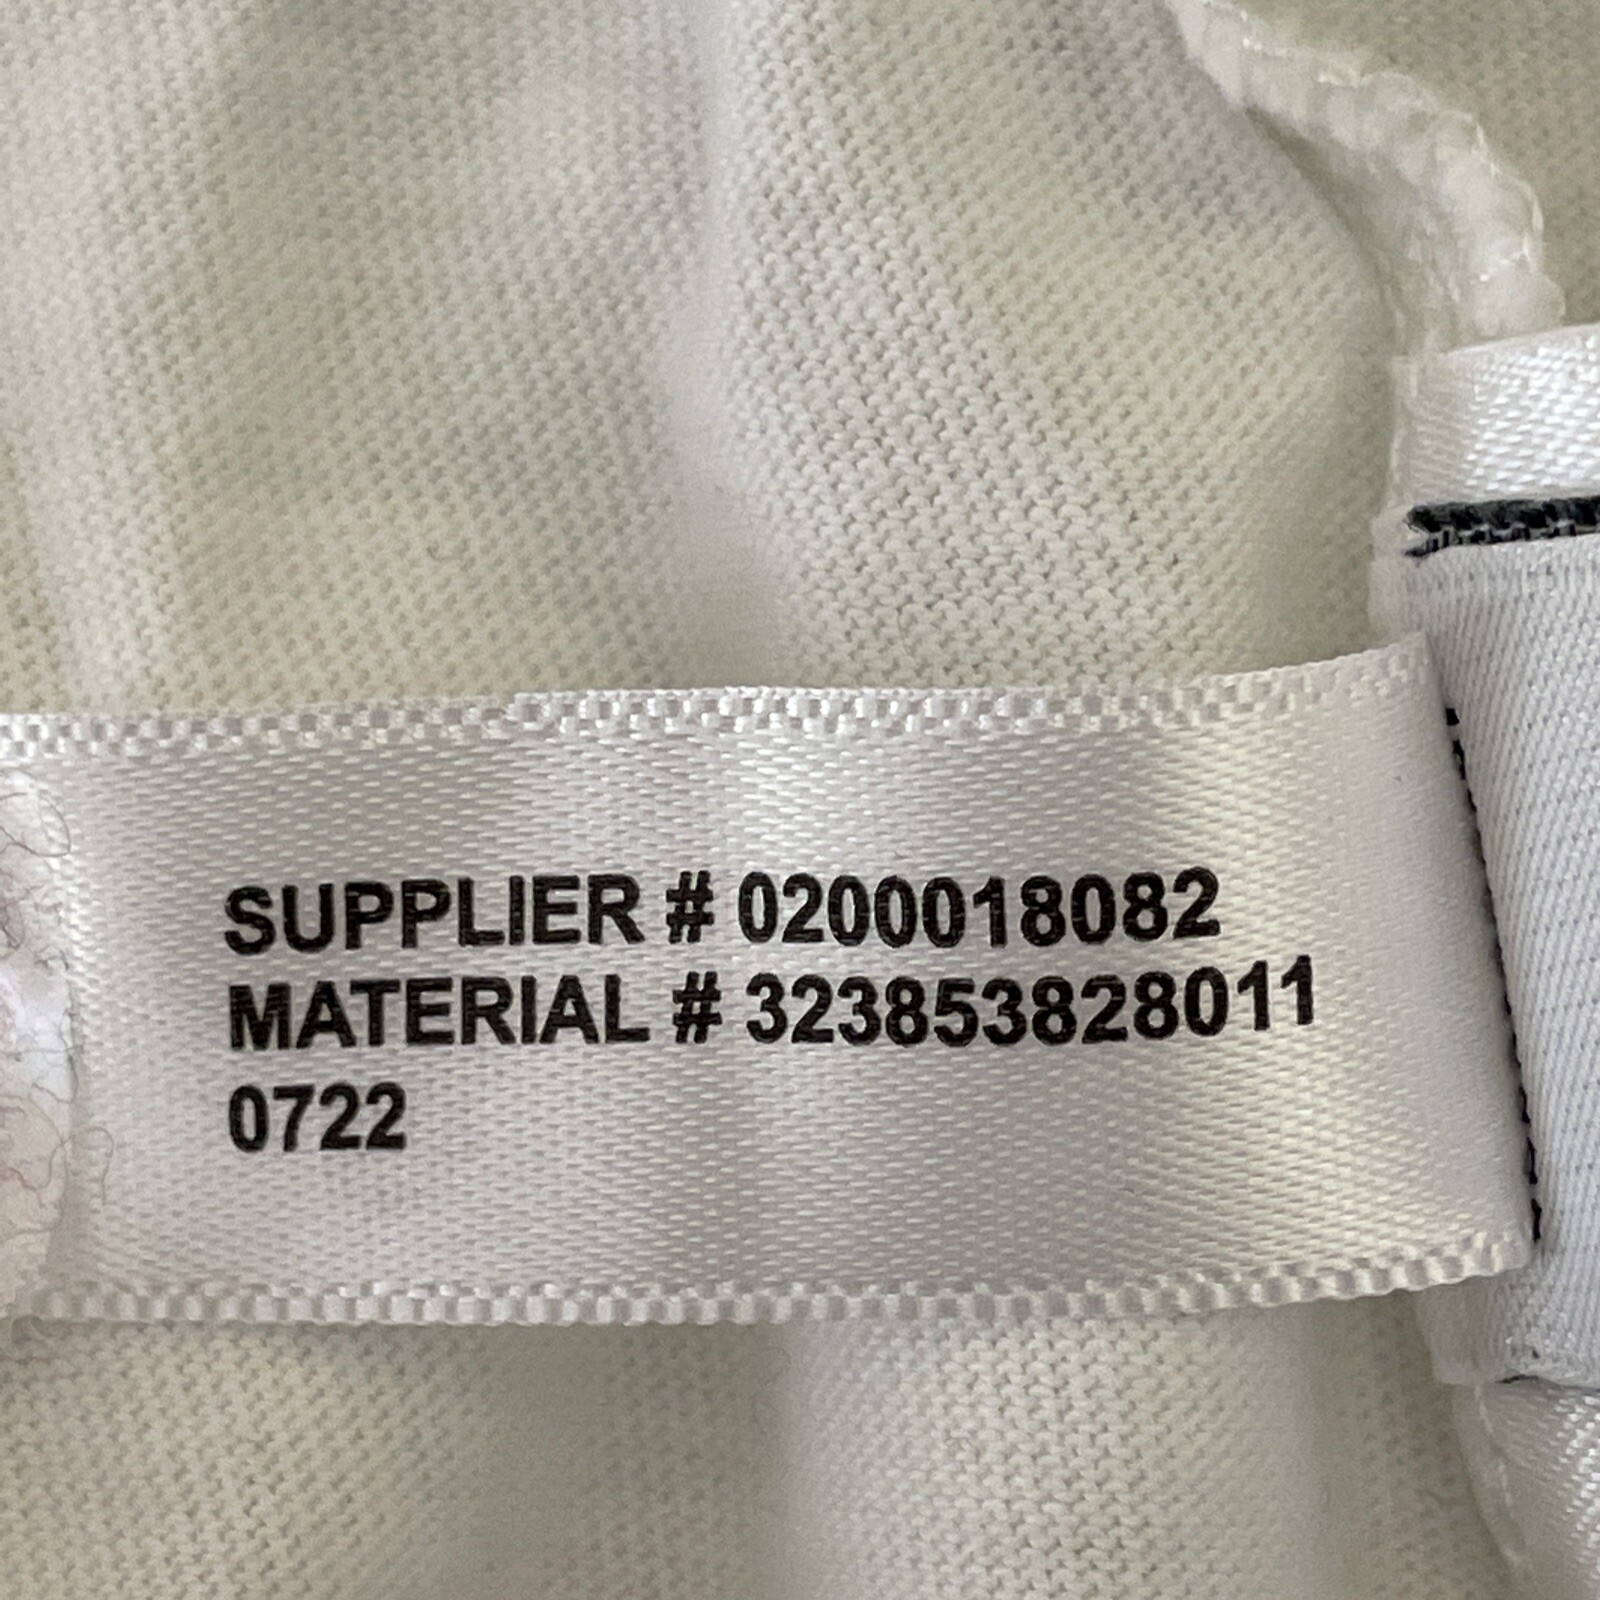 SUPPLIER # 0200018082
MATERIAL # 323853828011
0722